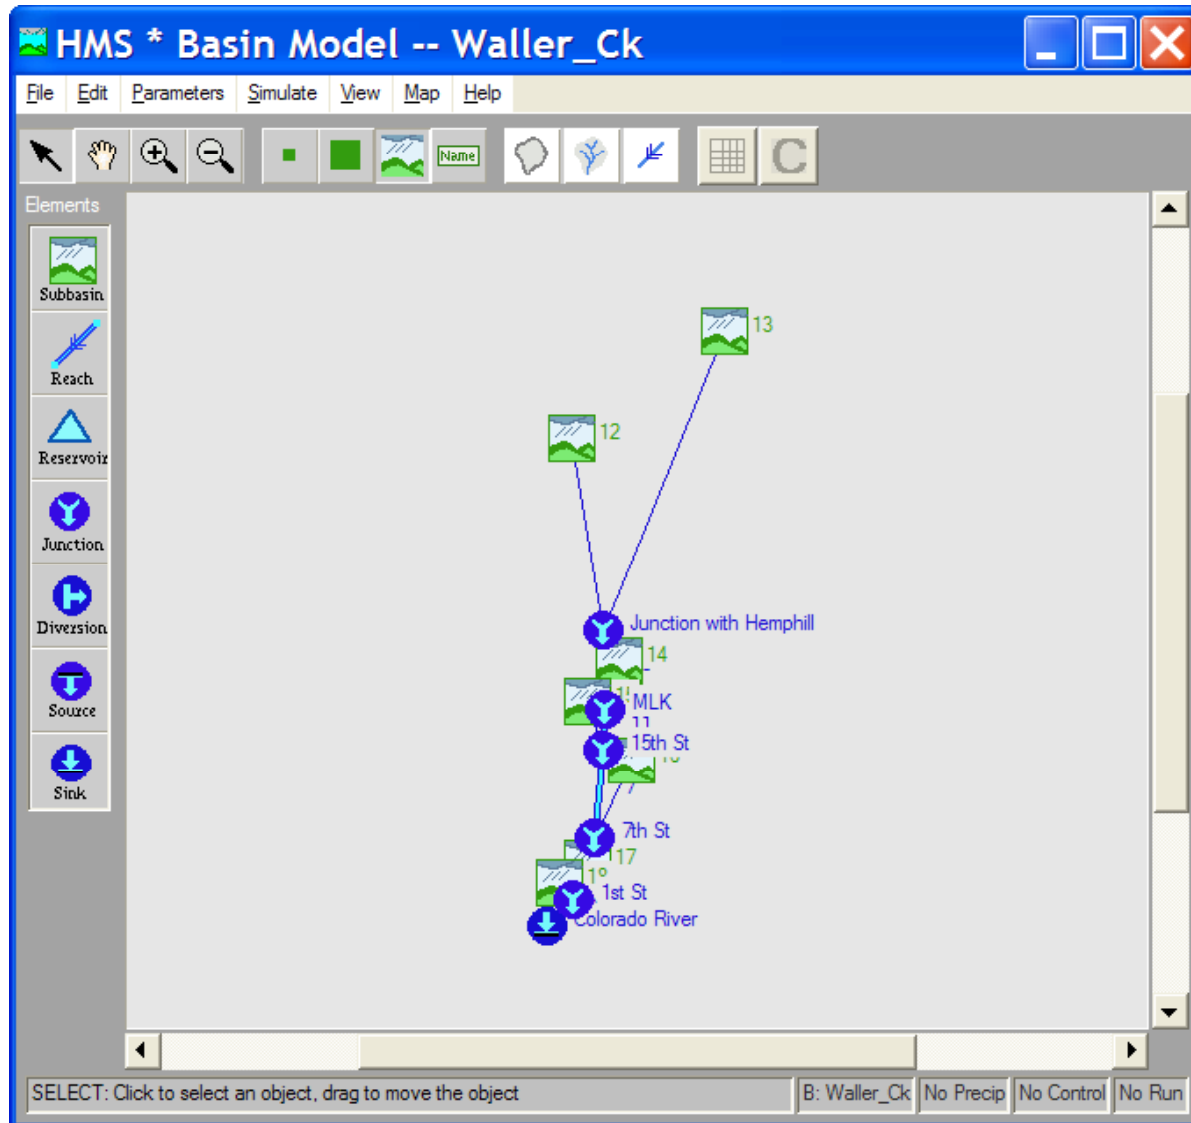 HMS * Basin Model -- Waller_Ck
File Edit Parameters Simulate View Map Help
Name
C
Elements
Subbasin
Reach
Reservoir
Junction
Diversion
Source
Sink
13
12
Junction with Hemphill
14
MLK
11
15th St
7th St
17
1st St
Colorado River
SELECT: Click to select an object, drag to move the object
B: Waller_Ck
No Precip
No Control
No Run